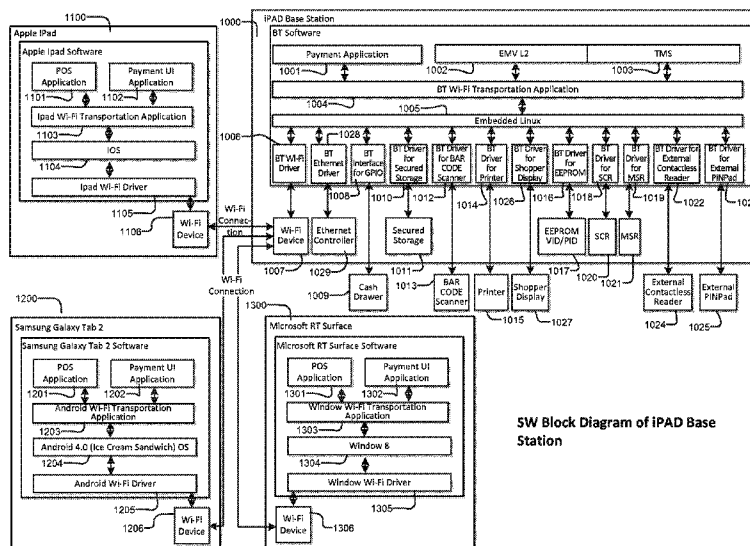 1100
Apple IPad
Apple Ipad Software
POS
Application
1101
Payment UI
Application
1102
Ipad Wi-Fi Transportation Application
1103
IOS
1104
Ipad Wi-Fi Driver
1105
1106
Wi-Fi
Device
Wi-Fi
Connec-
tion
1000
iPAD Base Station
BT Software
Payment Application
1001
EMV L2
1002
TMS
1003
BT Wi-Fi Transportation Application
1004
1005
Embedded Linux
1006
1028
BT Wi-Fi
Driver
BT
Ethernet
Driver
BT
Interface
for GPIO
BT Driver
for
Secured
Storage
BT Driver
for BAR
CODE
Scanner
BT
Driver
for
Printer
BT Driver
for
Shopper
Display
BT
Driver for
EEPROM
BT
Driver
for
SCR
BT
Driver
for
MSR
BT Driver for
External
Contactless
Reader
BT Driver
for External
PINPad
1008
1010
1012
1014
1026
1016
1018
1019
1022
Wi-Fi
Device
1007
Ethernet
Controller
1029
Secured
Storage
1011
EEPROM
VID/PID
1017
SCR
1020
MSR
1021
Cash
Drawer
1009
BAR
CODE
Scanner
1013
Printer
1015
Shopper
Display
1027
External
Contactless
Reader
1024
External
PINPad
1025
Wi-Fi
Connection
1200
Samsung Galaxy Tab 2
Samsung Galaxy Tab 2 Software
POS
Application
1201
Payment UI
Application
1202
Android Wi-Fi Transportation
Application
1203
Android 4.0 (Ice Cream Sandwich) OS
1204
Android Wi-Fi Driver
1205
1206
Wi-Fi
Device
1300
Microsoft RT Surface
Microsoft RT Surface Software
POS
Application
1301
Payment UI
Application
1302
Window Wi-Fi Transportation
Application
1303
Window 8
1304
Window Wi-Fi Driver
1305
Wi-Fi
Device
1306
SW Block Diagram of iPAD Base
Station